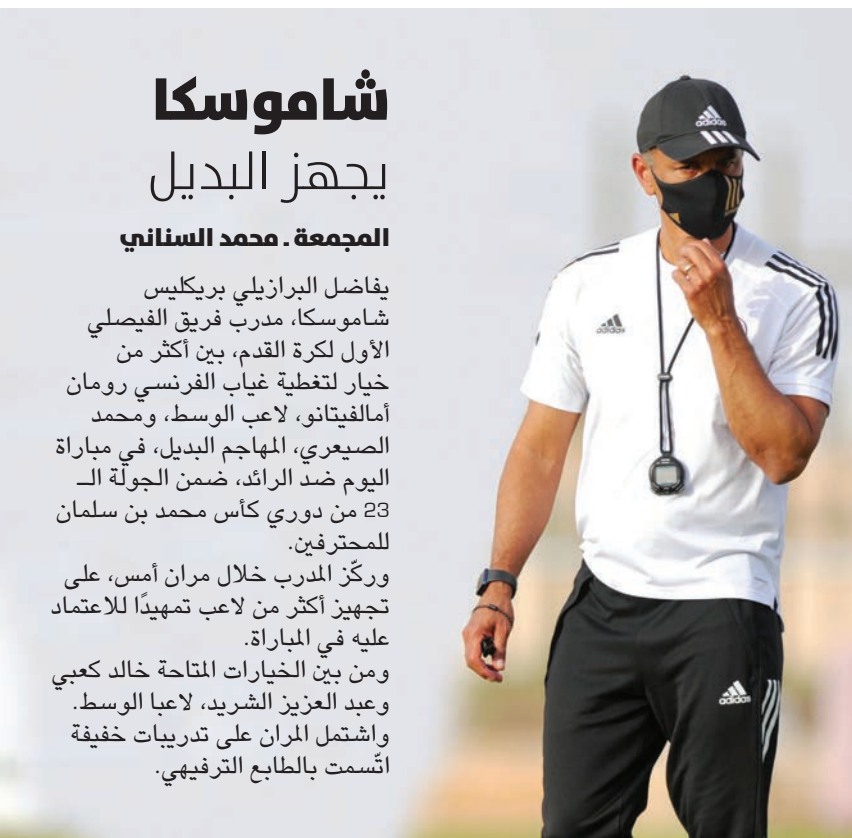 شاموسكا
يجهز البديل
المجمعة ـ محمد السناني
يفاضل البرازيلي بريكليس
شاموسكا، مدرب فريق الفيصلي
الأول لكرة القدم، بين أكثر من
خيار لتغطية غياب الفرنسي رومان
أمالفيتانو، لاعب الوسط، ومحمد
الصيعري، المهاجم البديل، في مباراة
اليوم ضد الرائد، ضمن الجولة الـ
23 من دوري كأس محمد بن سلمان
للمحترفين.
وركّز المدرب خلال مران أمس، على
تجهيز أكثر من لاعب تمهيدًا للاعتماد
عليه في المباراة.
ومن بين الخيارات المتاحة خالد كعبي
وعبد العزيز الشريد، لاعبا الوسط.
واشتمل المران على تدريبات خفيفة
اتّسمت بالطابع الترفيهي.
adidas
adidas
adidas